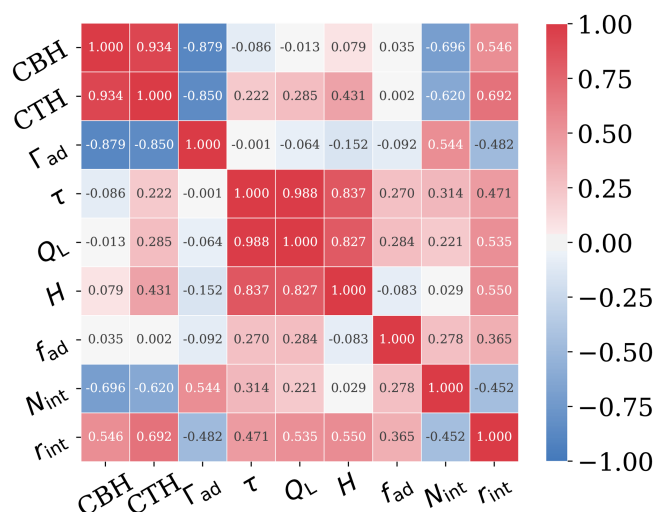 CBH 1.000 0.934 -0.879 -0.086 -0.013 0.079 0.035 -0.696 0.546
CTH 0.934 1.000 -0.850 0.222 0.285 0.431 0.002 -0.620 0.692
Γad -0.879 -0.850 1.000 -0.001 -0.064 -0.152 -0.092 0.544 -0.482
τ -0.086 0.222 -0.001 1.000 0.988 0.837 0.270 0.314 0.471
QL -0.013 0.285 -0.064 0.988 1.000 0.827 0.284 0.221 0.535
H 0.079 0.431 -0.152 0.837 0.827 1.000 -0.083 0.029 0.550
fad 0.035 0.002 -0.092 0.270 0.284 -0.083 1.000 0.278 0.365
Nint -0.696 -0.620 0.544 0.314 0.221 0.029 0.278 1.000 -0.452
rint 0.546 0.692 -0.482 0.471 0.535 0.550 0.365 -0.452 1.000
CBH CTH Γad τ QL H fad Nint rint
1.00
0.75
0.50
0.25
0.00
−0.25
−0.50
−0.75
−1.00